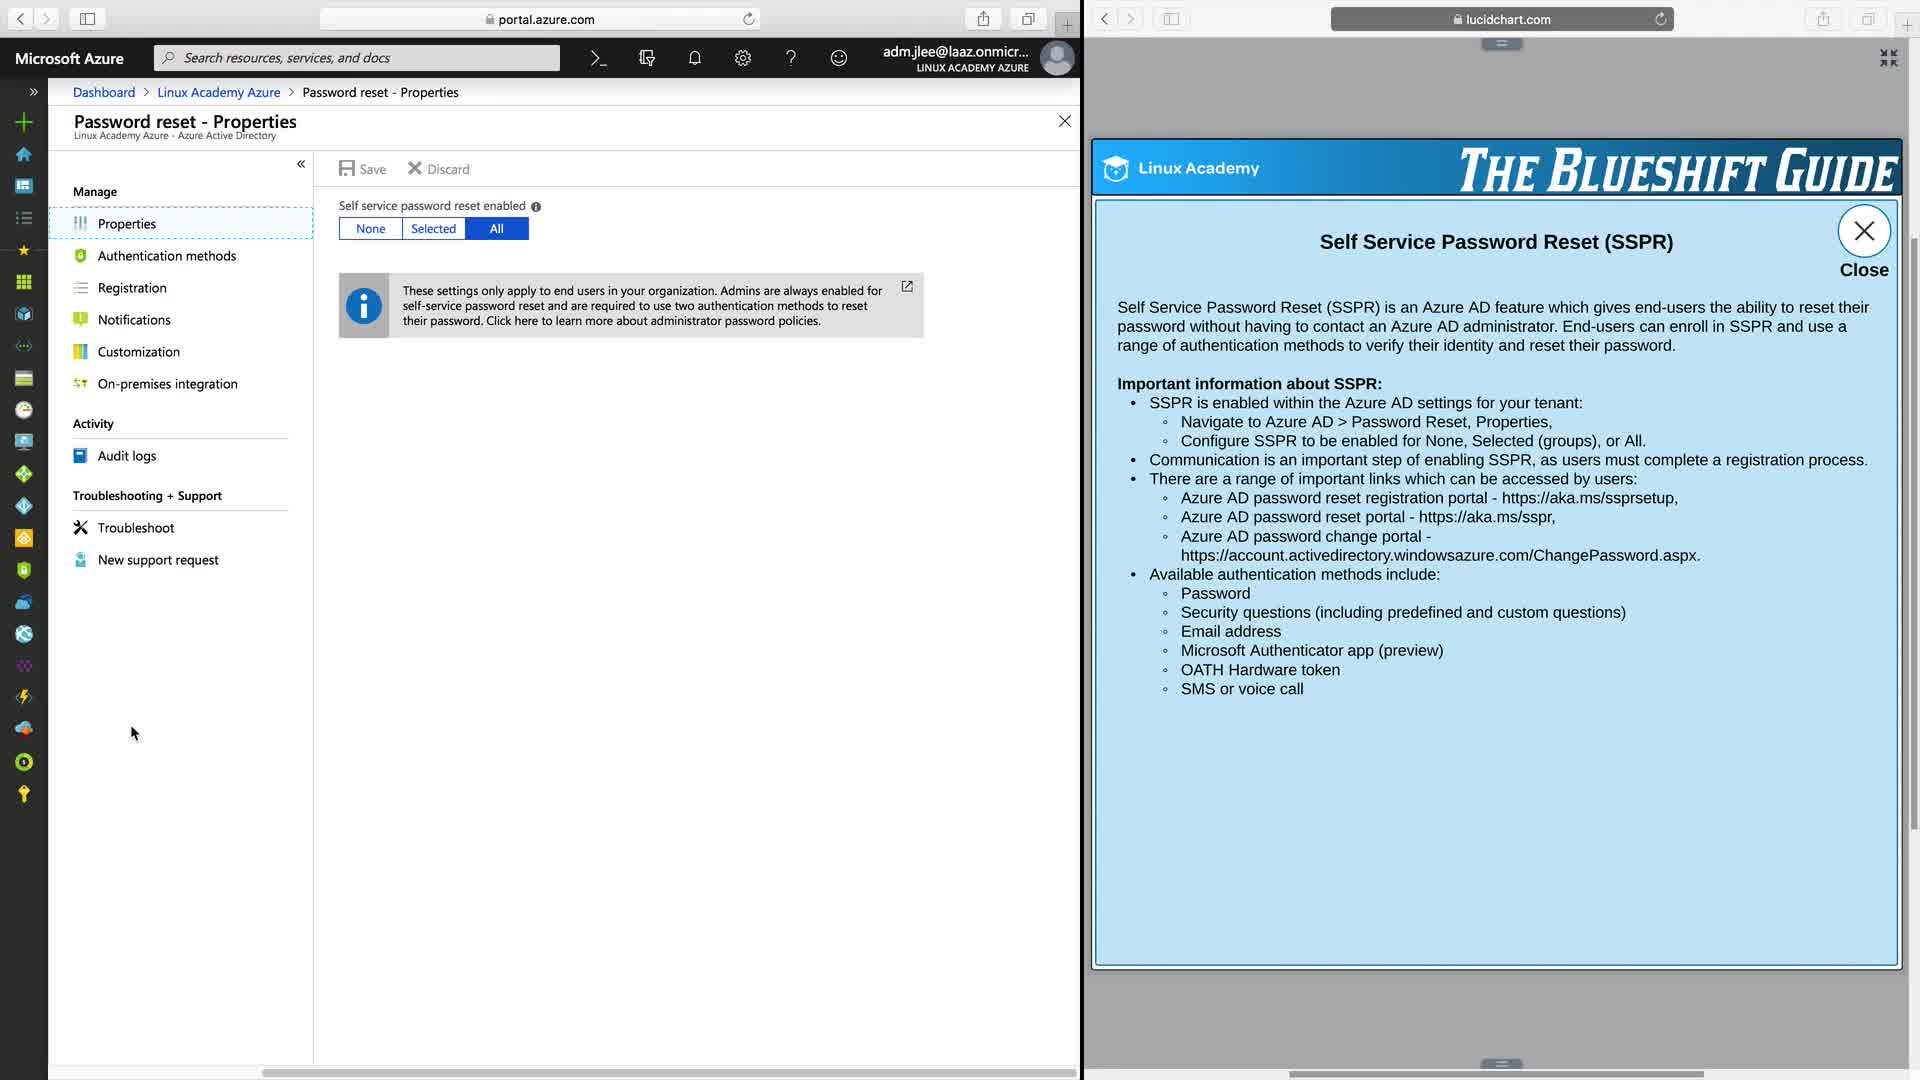 portal.azure.com
Microsoft Azure
Search resources, services, and docs
adm.jlee@laaz.onmicr...
LINUX ACADEMY AZURE
Dashboard > Linux Academy Azure > Password reset - Properties
Password reset - Properties
Linux Academy Azure - Azure Active Directory
Manage
Properties
Authentication methods
Registration
Notifications
Customization
On-premises integration
Activity
Audit logs
Troubleshooting + Support
Troubleshoot
New support request
Save
Discard
Self service password reset enabled
None
Selected
All
These settings only apply to end users in your organization. Admins are always enabled for
self-service password reset and are required to use two authentication methods to reset
their password. Click here to learn more about administrator password policies.
lucidchart.com
Linux Academy
THE BLUESHIFT GUIDE
Self Service Password Reset (SSPR)
Close
Self Service Password Reset (SSPR) is an Azure AD feature which gives end-users the ability to reset their
password without having to contact an Azure AD administrator. End-users can enroll in SSPR and use a
range of authentication methods to verify their identity and reset their password.
Important information about SSPR:
• SSPR is enabled within the Azure AD settings for your tenant:
◦ Navigate to Azure AD > Password Reset, Properties,
◦ Configure SSPR to be enabled for None, Selected (groups), or All.
• Communication is an important step of enabling SSPR, as users must complete a registration process.
• There are a range of important links which can be accessed by users:
◦ Azure AD password reset registration portal - https://aka.ms/ssprsetup,
◦ Azure AD password reset portal - https://aka.ms/sspr,
◦ Azure AD password change portal -
https://account.activedirectory.windowsazure.com/ChangePassword.aspx.
• Available authentication methods include:
◦ Password
◦ Security questions (including predefined and custom questions)
◦ Email address
◦ Microsoft Authenticator app (preview)
◦ OATH Hardware token
◦ SMS or voice call